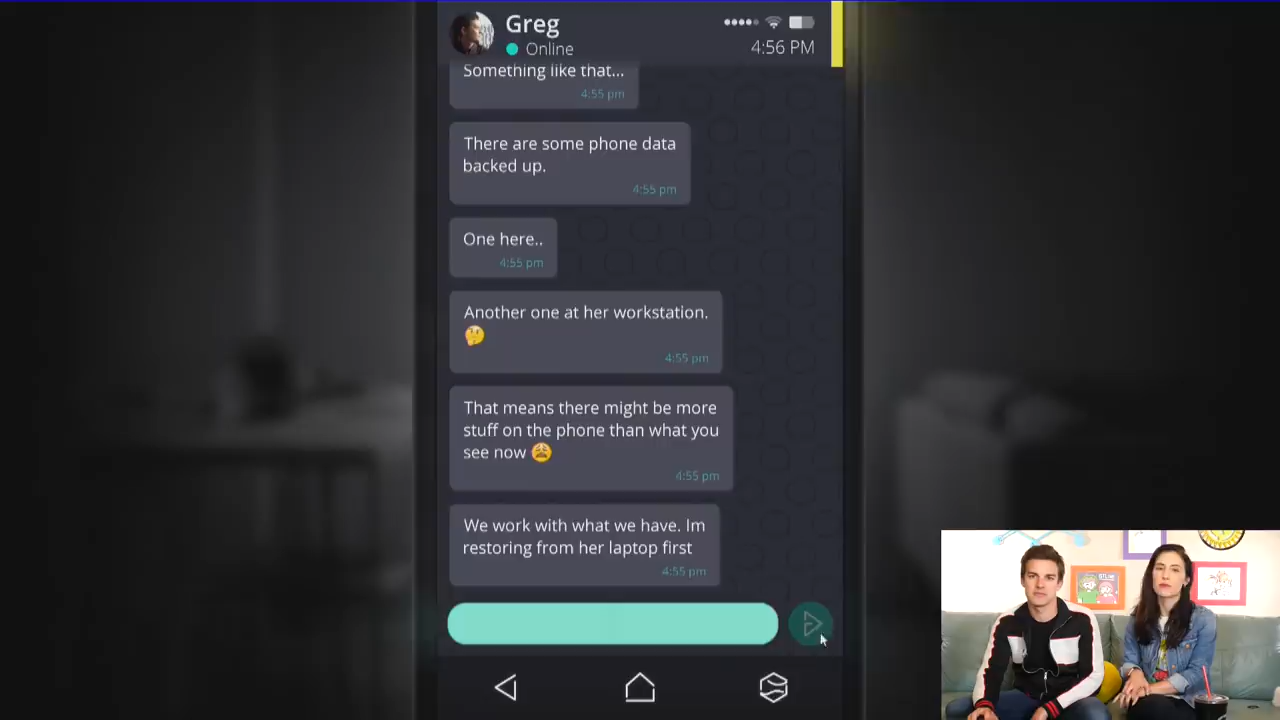 Greg
Online
4:56 PM
Something like that...
4:55 pm
There are some phone data
backed up.
4:55 pm
One here..
4:55 pm
Another one at her workstation.
🤔
4:55 pm
That means there might be more
stuff on the phone than what you
see now 😩
4:55 pm
We work with what we have. Im
restoring from her laptop first
4:55 pm